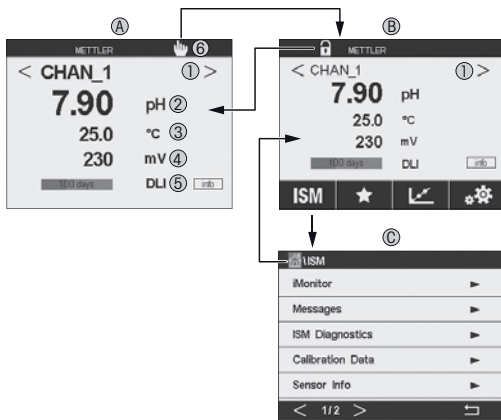 Ⓐ
METTLER ⑥
< CHAN_1 ① >
7.90 pH ②
25.0 °C ③
230 mV ④
100 days DLI ⑤ info
Ⓑ
METTLER
< CHAN_1 ① >
7.90 pH
25.0 °C
230 mV
100 days DLI info
ISM
Ⓒ
\ISM
iMonitor
Messages
ISM Diagnostics
Calibration Data
Sensor Info
< 1/2 >